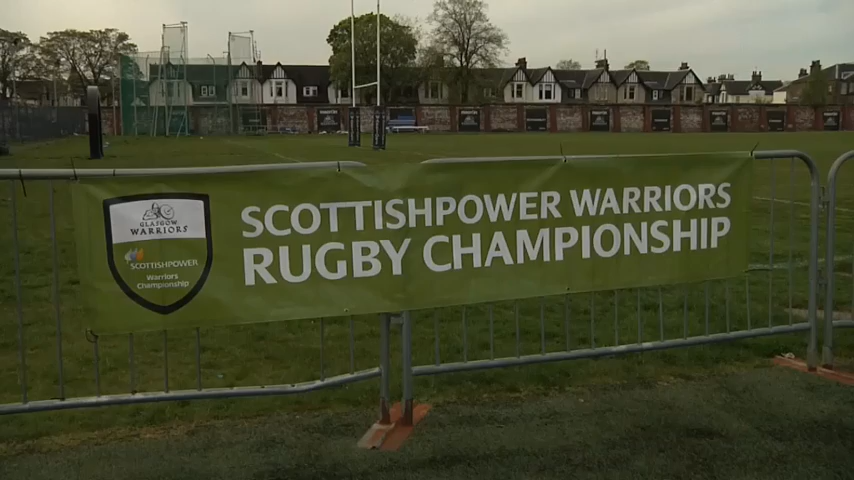 GLASGOW
WARRIORS
SCOTTISHPOWER
Warriors
Championship
SCOTTISHPOWER WARRIORS
RUGBY CHAMPIONSHIP